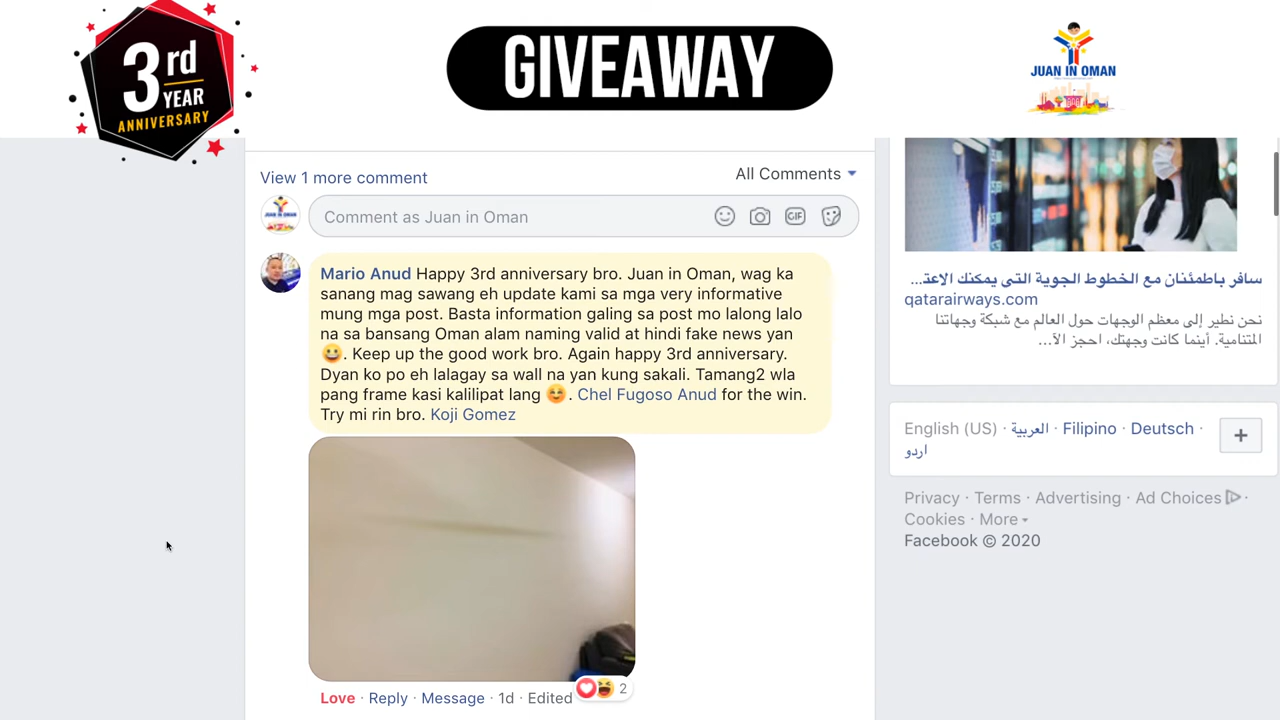 3rd
YEAR
ANNIVERSARY
GIVEAWAY
JUAN IN OMAN
View 1 more comment
All Comments
Comment as Juan in Oman
GIF
Mario Anud Happy 3rd anniversary bro. Juan in Oman, wag ka
sanang mag sawang eh update kami sa mga very informative
mung mga post. Basta information galing sa post mo lalong lalo
na sa bansang Oman alam naming valid at hindi fake news yan
😀. Keep up the good work bro. Again happy 3rd anniversary.
Dyan ko po eh lalagay sa wall na yan kung sakali. Tamang2 wla
pang frame kasi kalilipat lang ☺️. Chel Fugoso Anud for the win.
Try mi rin bro. Koji Gomez
Love · Reply · Message · 1d · Edited
2
سافر باطمئنان مع الخطوط الجوية التي يمكنك الاعتـ...
qatarairways.com
نحن نطير إلى معظم الوجهات حول العالم مع شبكة وجهاتنا
المتنامية. أينما كانت وجهتك، احجز الآ...
English (US) · العربية · Filipino · Deutsch ·
اردو
Privacy · Terms · Advertising · Ad Choices ·
Cookies · More
Facebook © 2020